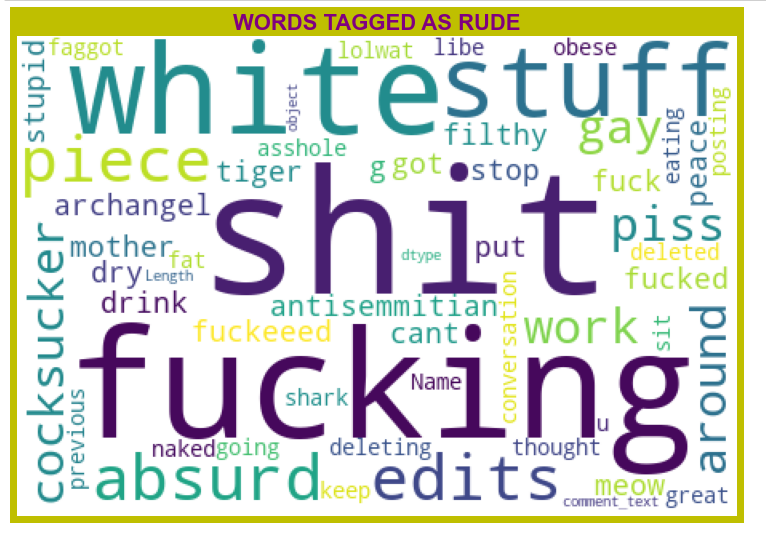 WORDS TAGGED AS RUDE
stupid
faggot
white
object
lolwat
libe
obese
stuff
piece
asshole
tiger
g
got
filthy
stop
gay
eating
peace
posting
archangel
shit
fuck
mother
fat
dry
Length
dtype
put
piss
deleted
fucked
drink
antisemmitian
cocksucker
fuckeeed
cant
conversation
work
sit
around
fucking
shark
Name
u
previous
naked
going
deleting
thought
absurd
keep
edits
comment_text
meow
great